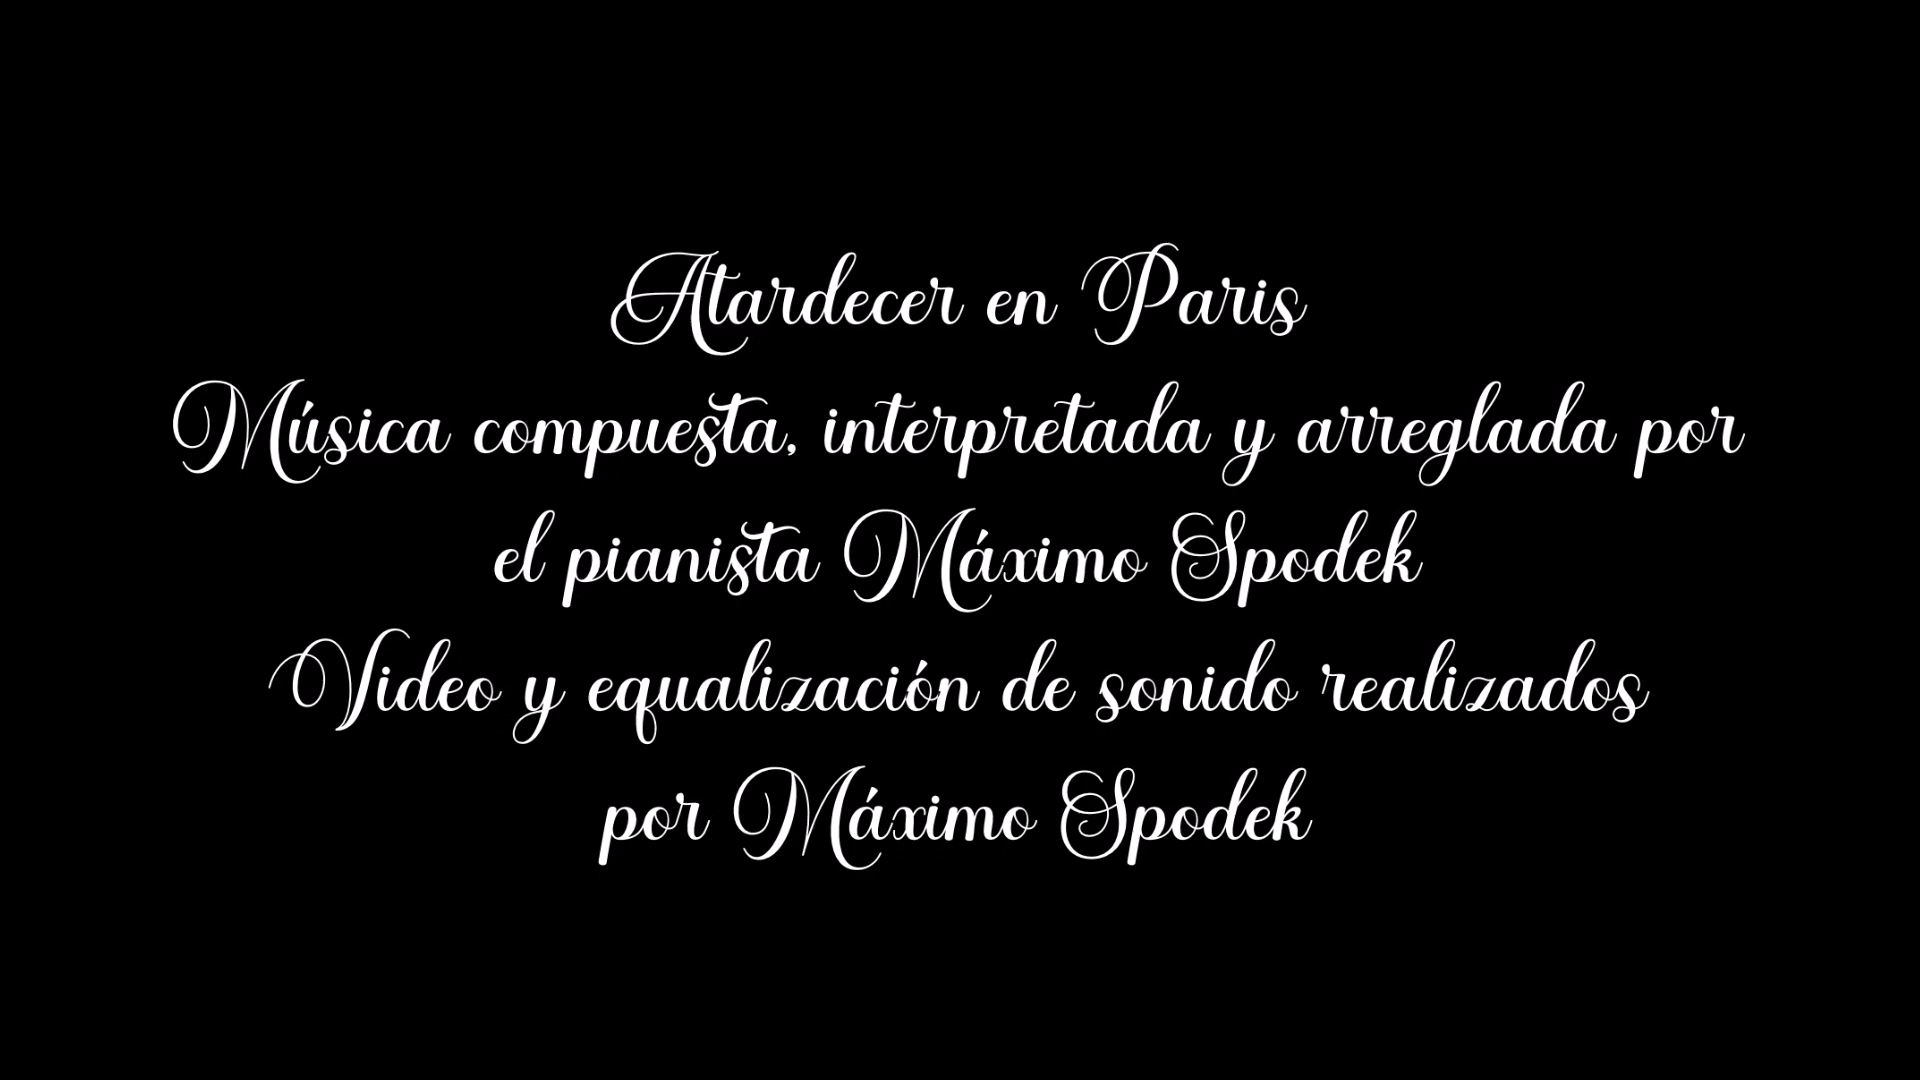 Atardecer en Paris
Música compuesta, interpretada y arreglada por
el pianista Máximo Spodek
Video y equalización de sonido realizados
por Máximo Spodek